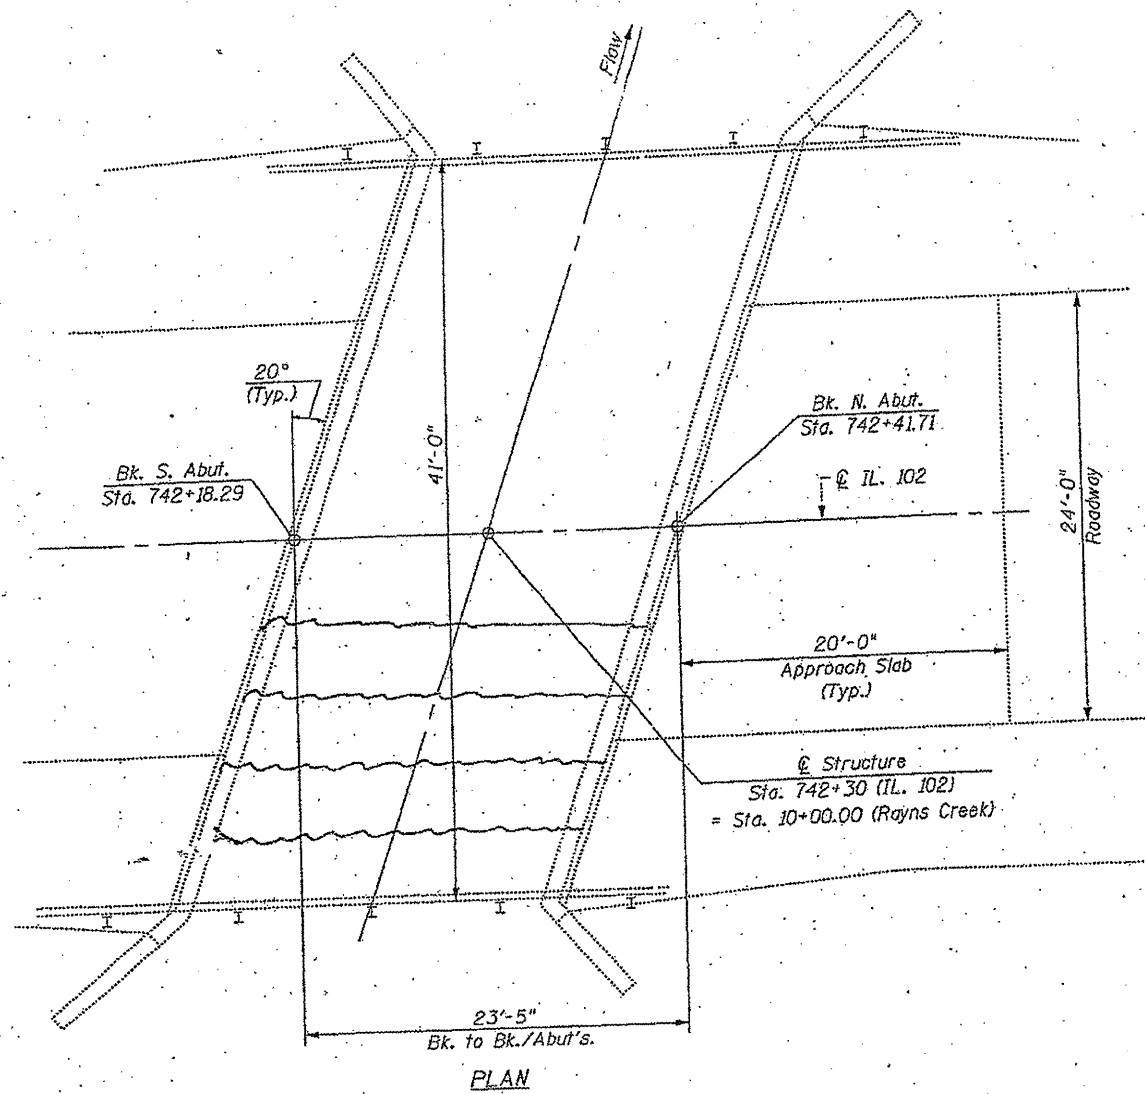 Flow
20°
(Typ.)
Bk. N. Abut.
Sta. 742+41.71
Bk. S. Abut.
Sta. 742+18.29
41'-0"
℄ IL. 102
24'-0"
Roadway
20'-0"
Approach Slab
(Typ.)
℄ Structure
Sta. 742+30 (IL. 102)
= Sta. 10+00.00 (Rayns Creek)
23'-5"
Bk. to Bk./Abut's.
PLAN